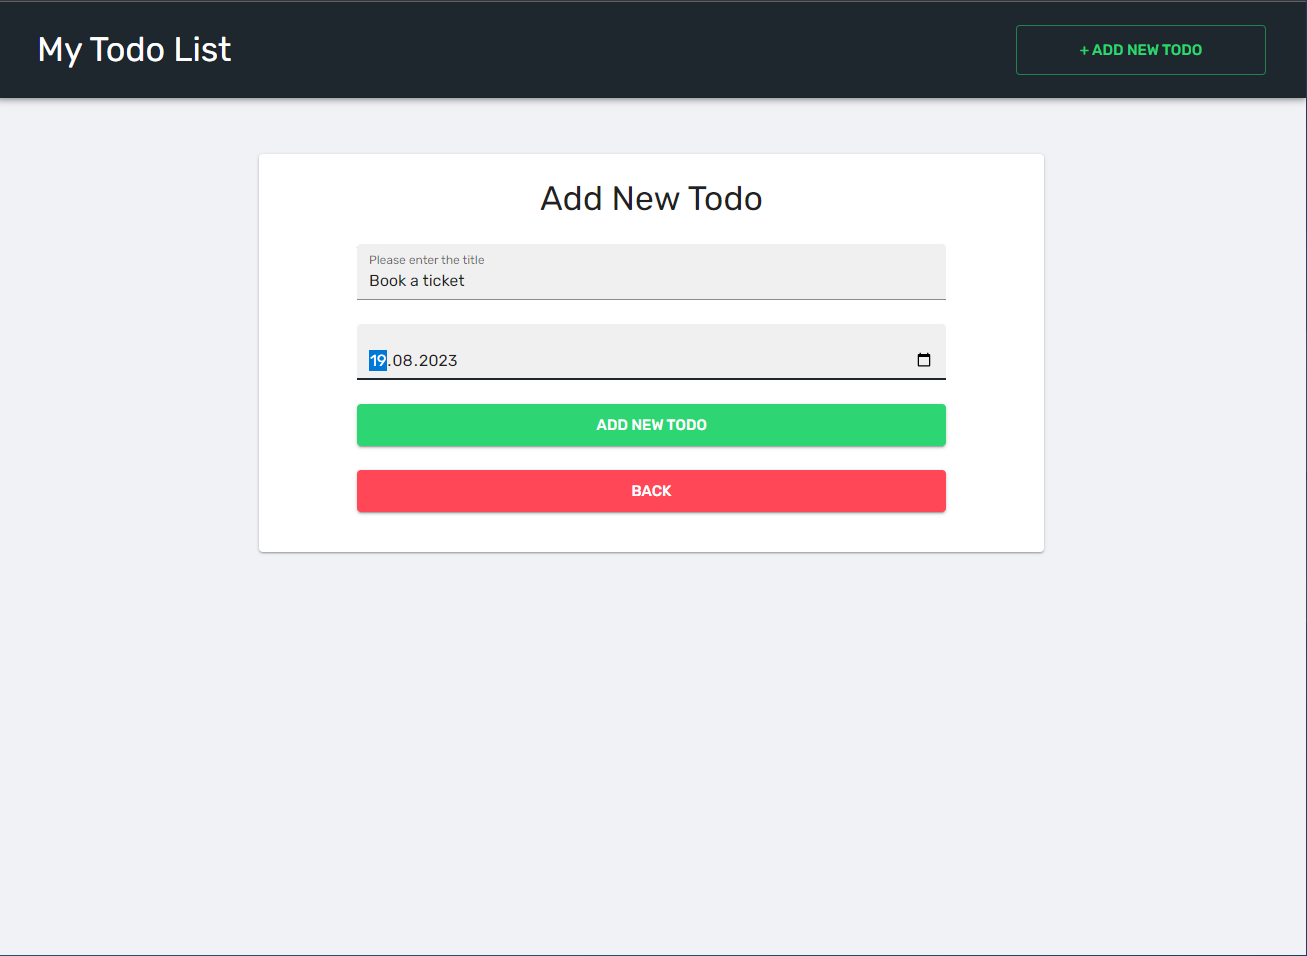 My Todo List
+ ADD NEW TODO
Add New Todo
Please enter the title
Book a ticket
19.08.2023
ADD NEW TODO
BACK